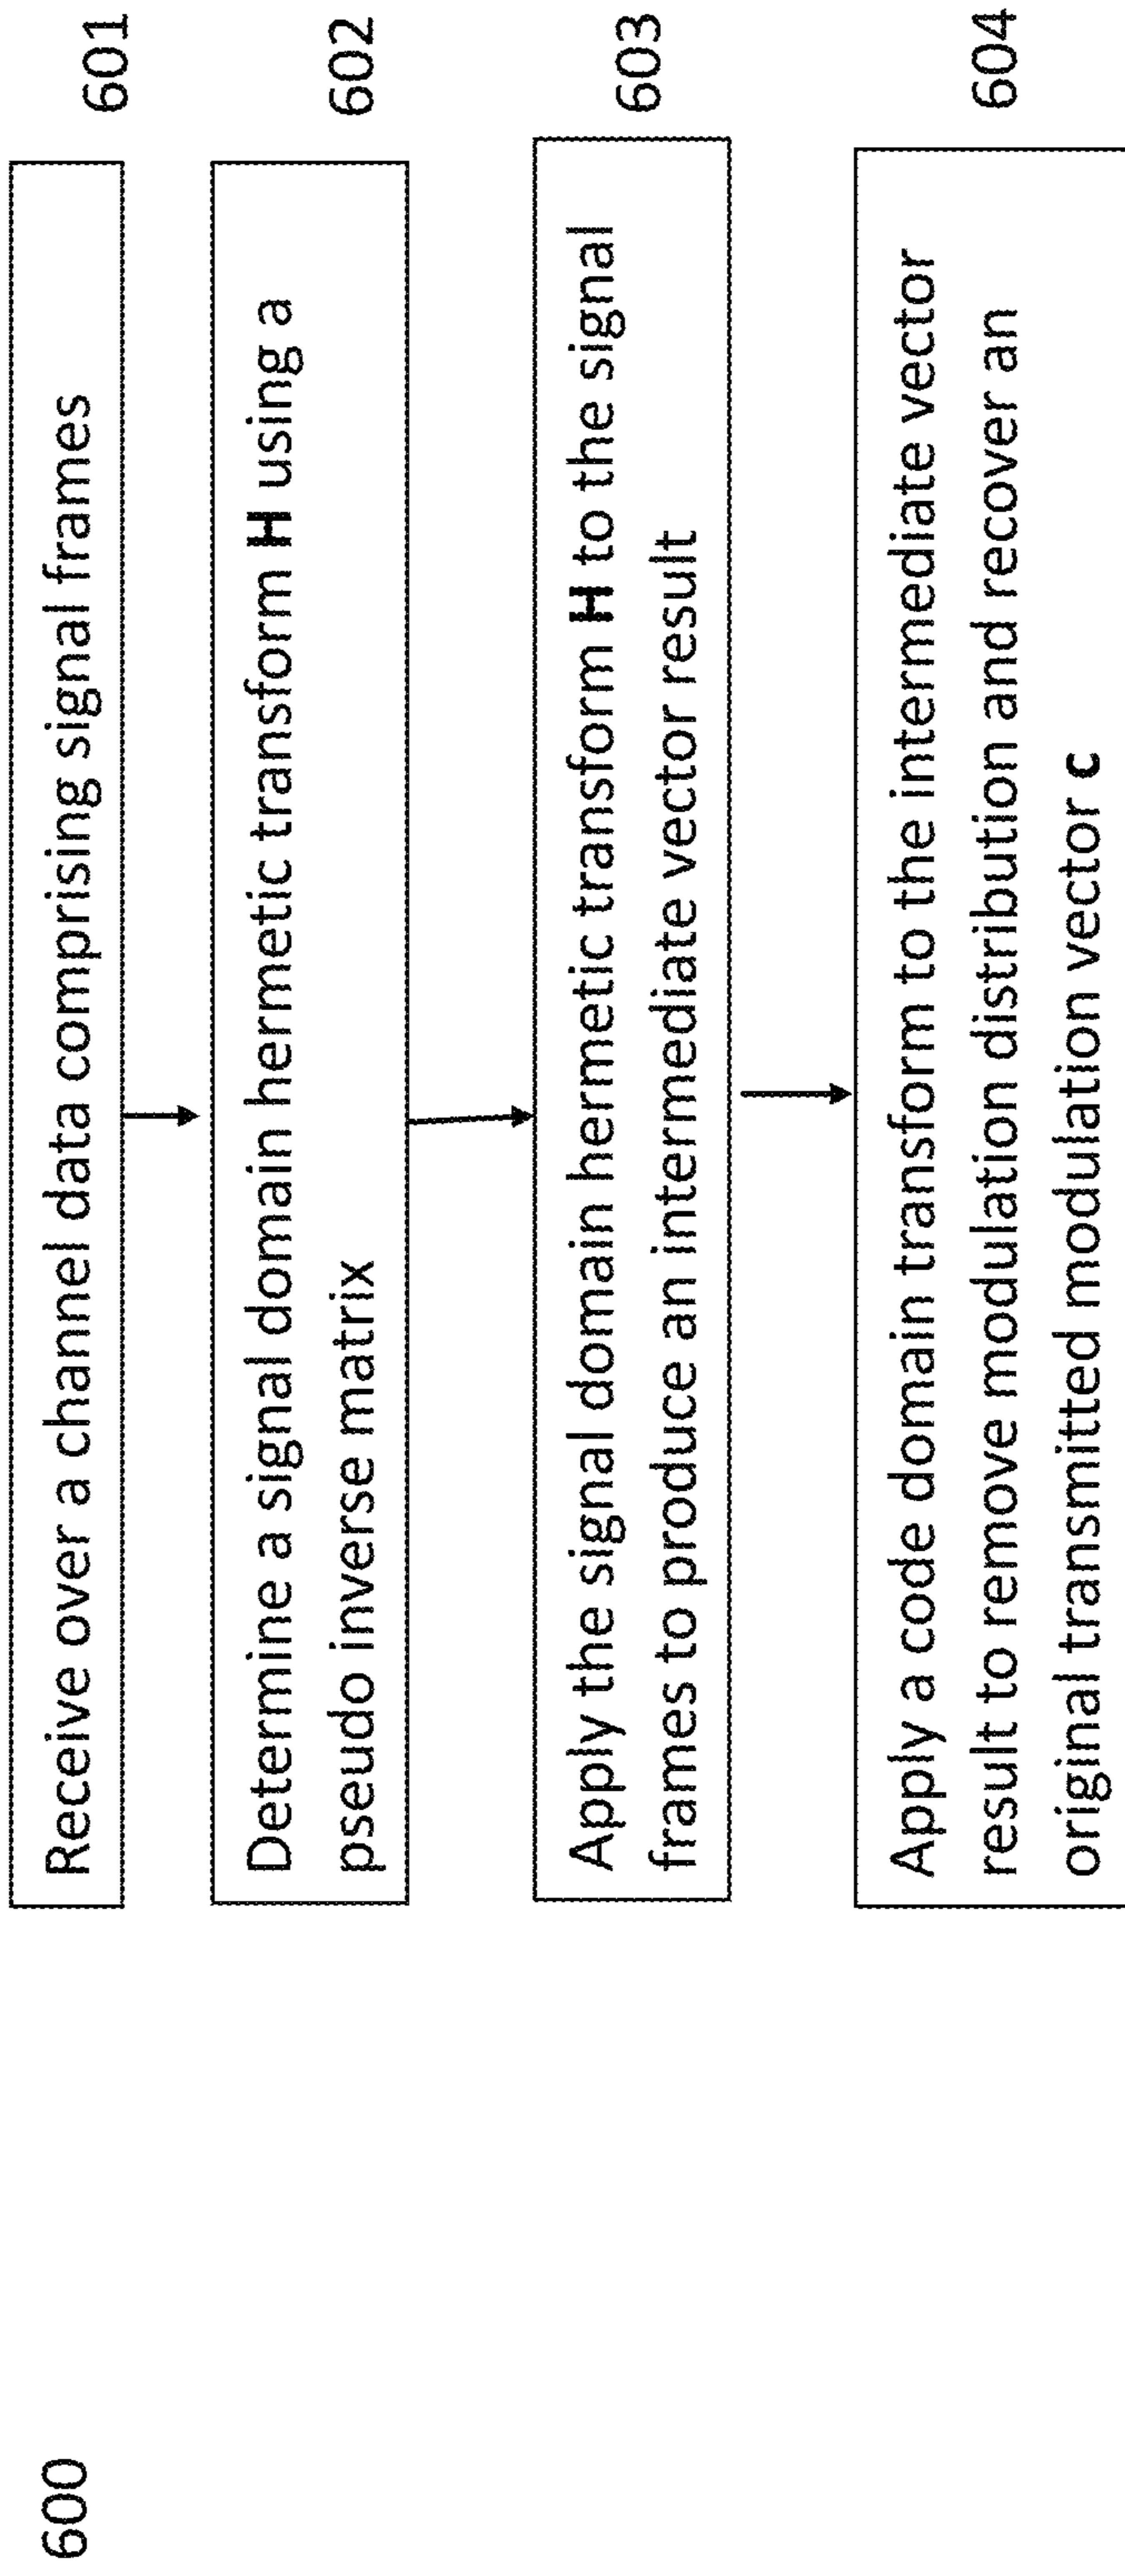 600
Receive over a channel data comprising signal frames
601
Determine a signal domain hermetic transform H using a
pseudo inverse matrix
602
Apply the signal domain hermetic transform H to the signal
frames to produce an intermediate vector result
603
Apply a code domain transform to the intermediate vector
result to remove modulation distribution and recover an
original transmitted modulation vector c
604